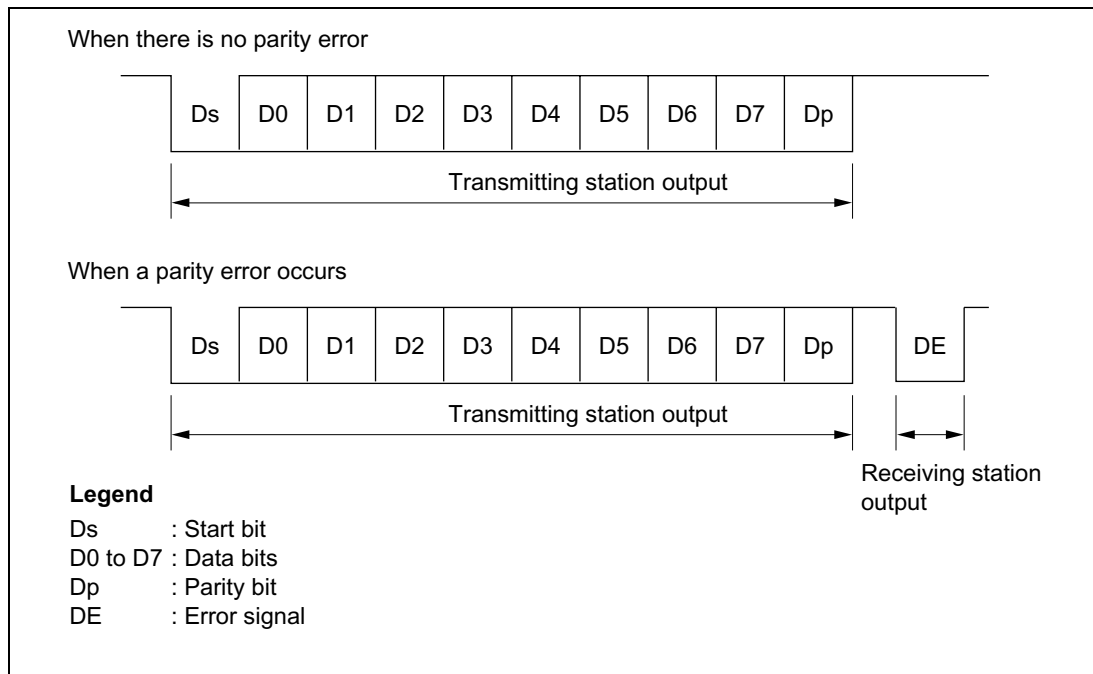 When there is no parity error
Ds D0 D1 D2 D3 D4 D5 D6 D7 Dp
Transmitting station output
When a parity error occurs
Ds D0 D1 D2 D3 D4 D5 D6 D7 Dp DE
Transmitting station output
Receiving station
output
Legend
Ds : Start bit
D0 to D7 : Data bits
Dp : Parity bit
DE : Error signal